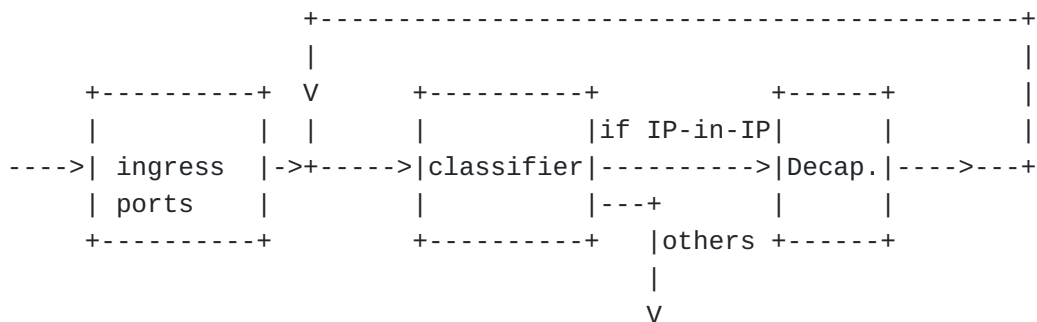 +-------------------------------------------+
|                                           |
+----------+  V        +----------+           +------+        |
|          |  |        |          |if IP-in-IP|      |        |
---->| ingress  |->+----->|classifier|---------->|Decap.|---->---+
| ports    |           |          |---+       |      |
+----------+           +----------+   |others +------+
|
V